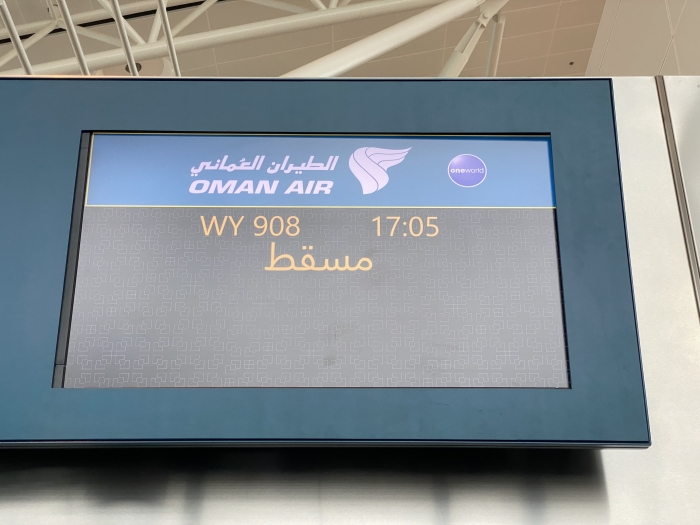 الطيران العُماني
OMAN AIR
oneworld
WY 908 17:05
مسقط